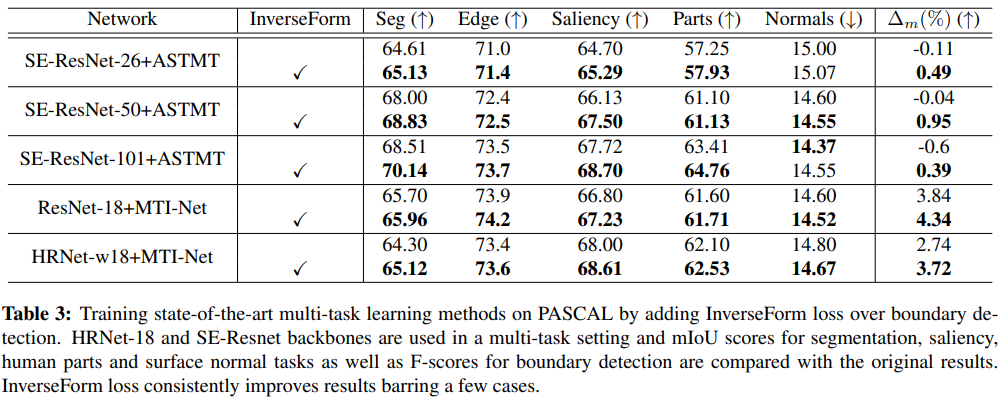 Network InverseForm Seg (↑) Edge (↑) Saliency (↑) Parts (↑) Normals (↓) Δm(%) (↑)
SE-ResNet-26+ASTMT 64.61 71.0 64.70 57.25 15.00 -0.11
✓ 65.13 71.4 65.29 57.93 15.07 0.49
SE-ResNet-50+ASTMT 68.00 72.4 66.13 61.10 14.60 -0.04
✓ 68.83 72.5 67.50 61.13 14.55 0.95
SE-ResNet-101+ASTMT 68.51 73.5 67.72 63.41 14.37 -0.6
✓ 70.14 73.7 68.70 64.76 14.55 0.39
ResNet-18+MTI-Net 65.70 73.9 66.80 61.60 14.60 3.84
✓ 65.96 74.2 67.23 61.71 14.52 4.34
HRNet-w18+MTI-Net 64.30 73.4 68.00 62.10 14.80 2.74
✓ 65.12 73.6 68.61 62.53 14.67 3.72
Table 3: Training state-of-the-art multi-task learning methods on PASCAL by adding InverseForm loss over boundary de-
tection. HRNet-18 and SE-Resnet backbones are used in a multi-task setting and mIoU scores for segmentation, saliency,
human parts and surface normal tasks as well as F-scores for boundary detection are compared with the original results.
InverseForm loss consistently improves results barring a few cases.